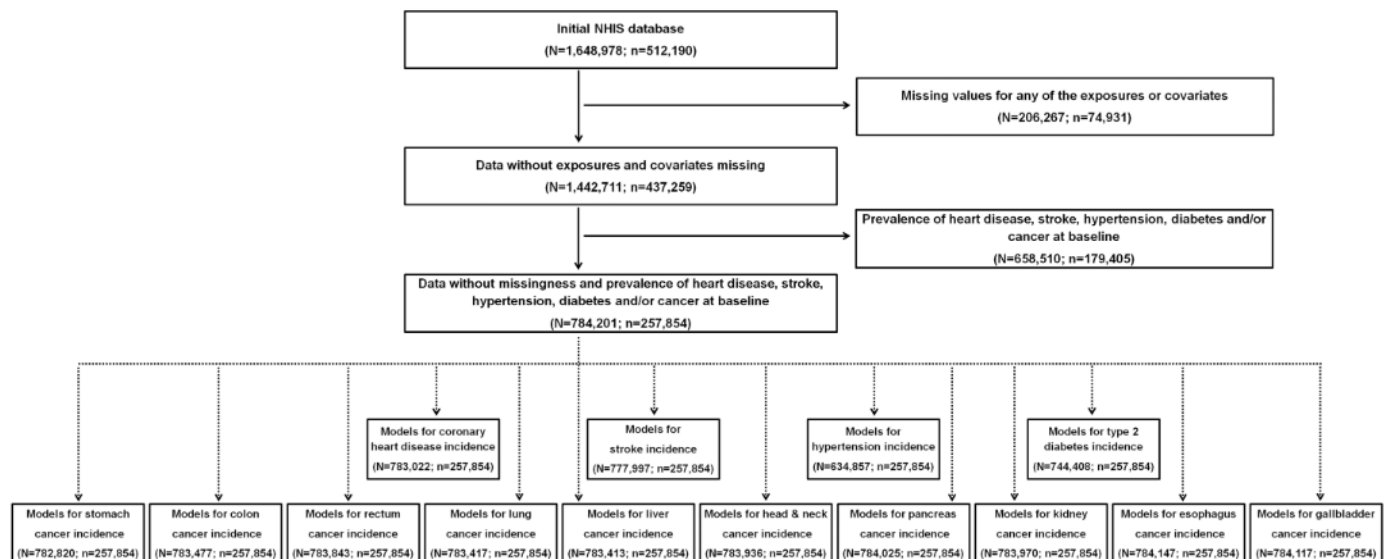 Initial NHIS database
(N=1,648,978; n=512,190)
Missing values for any of the exposures or covariates
(N=206,267; n=74,931)
Data without exposures and covariates missing
(N=1,442,711; n=437,259)
Prevalence of heart disease, stroke, hypertension, diabetes and/or
cancer at baseline
(N=658,510; n=179,405)
Data without missingness and prevalence of heart disease, stroke,
hypertension, diabetes and/or cancer at baseline
(N=784,201; n=257,854)
Models for coronary
heart disease incidence
(N=783,022; n=257,854)
Models for
stroke incidence
(N=777,997; n=257,854)
Models for
hypertension incidence
(N=634,857; n=257,854)
Models for type 2
diabetes incidence
(N=744,408; n=257,854)
Models for stomach
cancer incidence
(N=782,820; n=257,854)
Models for colon
cancer incidence
(N=783,477; n=257,854)
Models for rectum
cancer incidence
(N=783,843; n=257,854)
Models for lung
cancer incidence
(N=783,417; n=257,854)
Models for liver
cancer incidence
(N=783,413; n=257,854)
Models for head & neck
cancer incidence
(N=783,936; n=257,854)
Models for pancreas
cancer incidence
(N=784,025; n=257,854)
Models for kidney
cancer incidence
(N=783,970; n=257,854)
Models for esophagus
cancer incidence
(N=784,147; n=257,854)
Models for gallbladder
cancer incidence
(N=784,117; n=257,854)